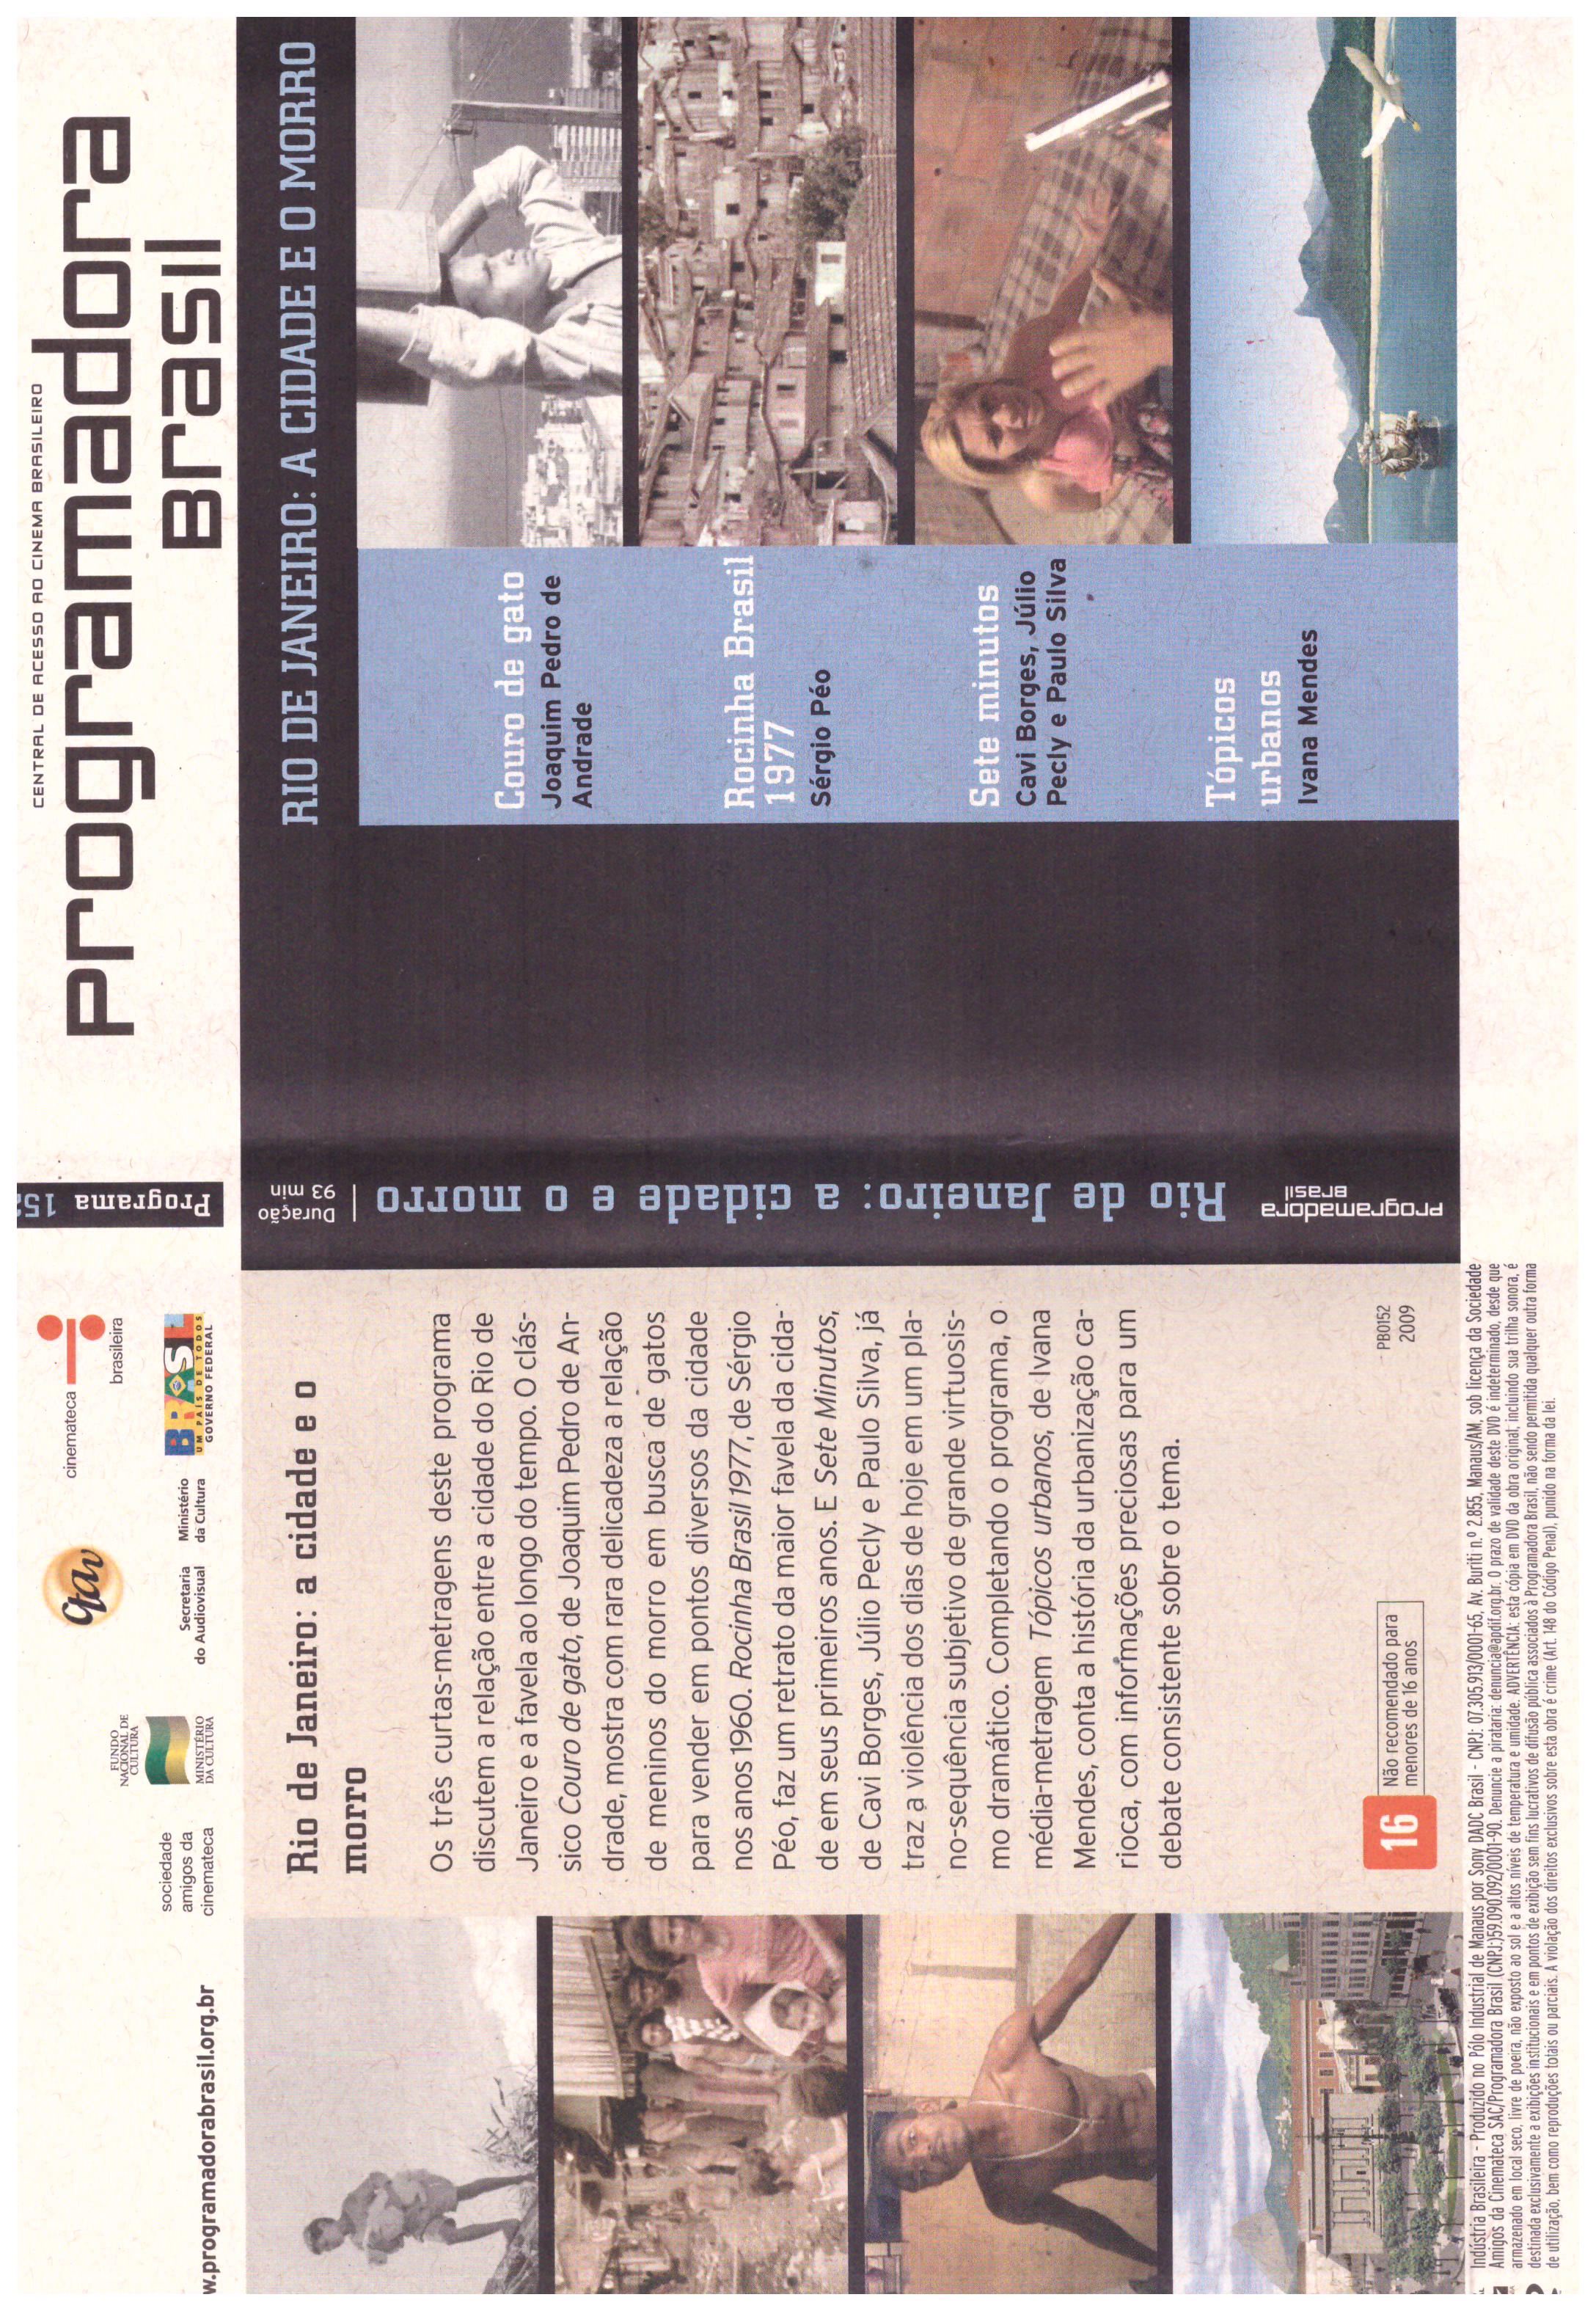 www.programadorabrasil.org.br
sociedade
amigos da
cinemateca
FUNDO
NACIONAL DE
CULTURA
MINISTÉRIO
DA CULTURA
ctav
Secretaria
do Audiovisual
Ministério
da Cultura
cinemateca
brasileira
BRASIL
UM PAÍS DE TODOS
GOVERNO FEDERAL
Rio de Janeiro: a cidade e o
morro
Os três curtas-metragens deste programa
discutem a relação entre a cidade do Rio de
Janeiro e a favela ao longo do tempo. O clás-
sico Couro de gato, de Joaquim Pedro de An-
drade, mostra com rara delicadeza a relação
de meninos do morro em busca de gatos
para vender em pontos diversos da cidade
nos anos 1960. Rocinha Brasil 1977, de Sérgio
Péo, faz um retrato da maior favela da cida-
de em seus primeiros anos. E Sete Minutos,
de Cavi Borges, Júlio Pecly e Paulo Silva, já
traz a violência dos dias de hoje em um pla-
no-sequência subjetivo de grande virtuosis-
mo dramático. Completando o programa, o
média-metragem Tópicos urbanos, de Ivana
Mendes, conta a história da urbanização ca-
rioca, com informações preciosas para um
debate consistente sobre o tema.
16
Não recomendado para
menores de 16 anos
PB0152
2009
Indústria Brasileira - Produzido no Pólo Industrial de Manaus por Sony DADC Brasil - CNPJ: 07.305.913/0001-65, Av. Buriti n.º 2.855, Manaus/AM, sob licença da Sociedade
Amigos da Cinemateca SAC/Programadora Brasil (CNPJ:)59.090.092/0001-90. Denuncie a pirataria: denuncia@apdif.org.br. O prazo de validade deste DVD é indeterminado, desde que
armazenado em local seco, livre de poeira, não exposto ao sol e a altos níveis de temperatura e umidade. ADVERTÊNCIA: esta cópia em DVD da obra original, incluindo sua trilha sonora, é
destinada exclusivamente a exibições institucionais e em pontos de exibição sem fins lucrativos de difusão pública associados à Programadora Brasil, não sendo permitida qualquer outra forma
de utilização, bem como reproduções totais ou parciais. A violação dos direitos exclusivos sobre esta obra é crime (Art. 148 do Código Penal), punido na forma da lei.
Programa 152
Duração
93 min
Rio de Janeiro: a cidade e o morro
programadora
Brasil
CENTRAL DE ACESSO AO CINEMA BRASILEIRO
programadora
Brasil
RIO DE JANEIRO: A CIDADE E O MORRO
Couro de gato
Joaquim Pedro de
Andrade
Rocinha Brasil
1977
Sérgio Péo
Sete minutos
Cavi Borges, Júlio
Pecly e Paulo Silva
Tópicos
urbanos
Ivana Mendes